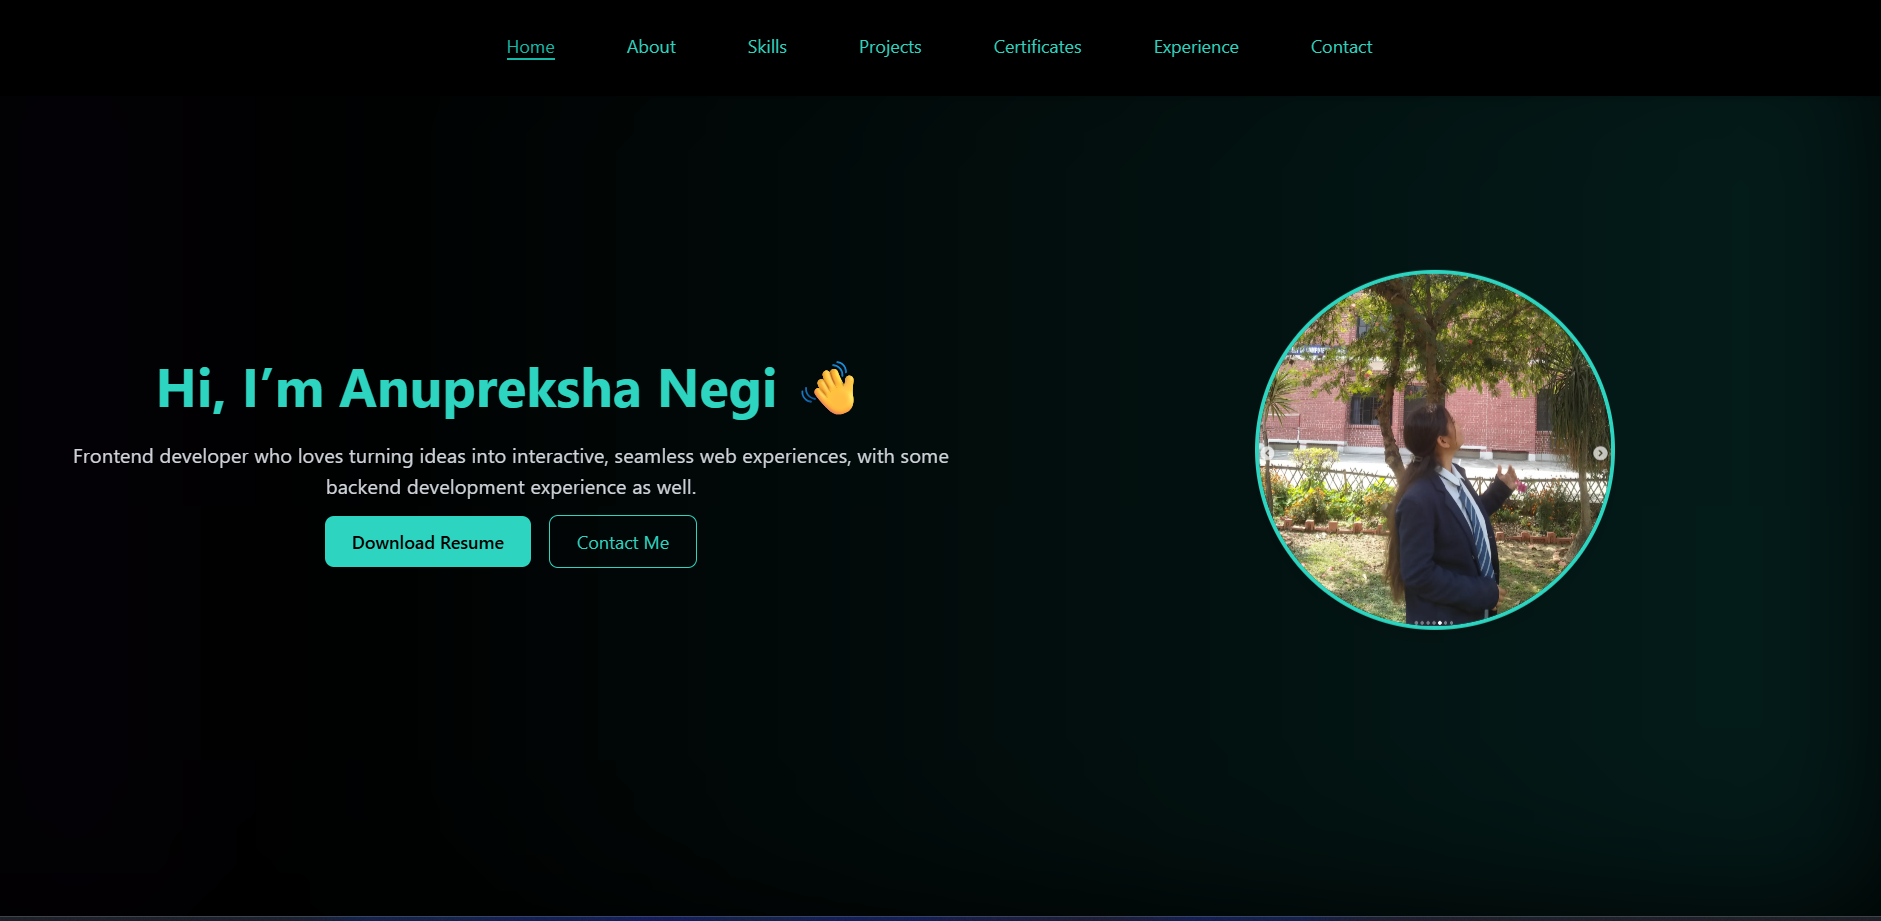 Home About Skills Projects Certificates Experience Contact
Hi, I’m Anupreksha Negi 👋
Frontend developer who loves turning ideas into interactive, seamless web experiences, with some
backend development experience as well.
Download Resume Contact Me